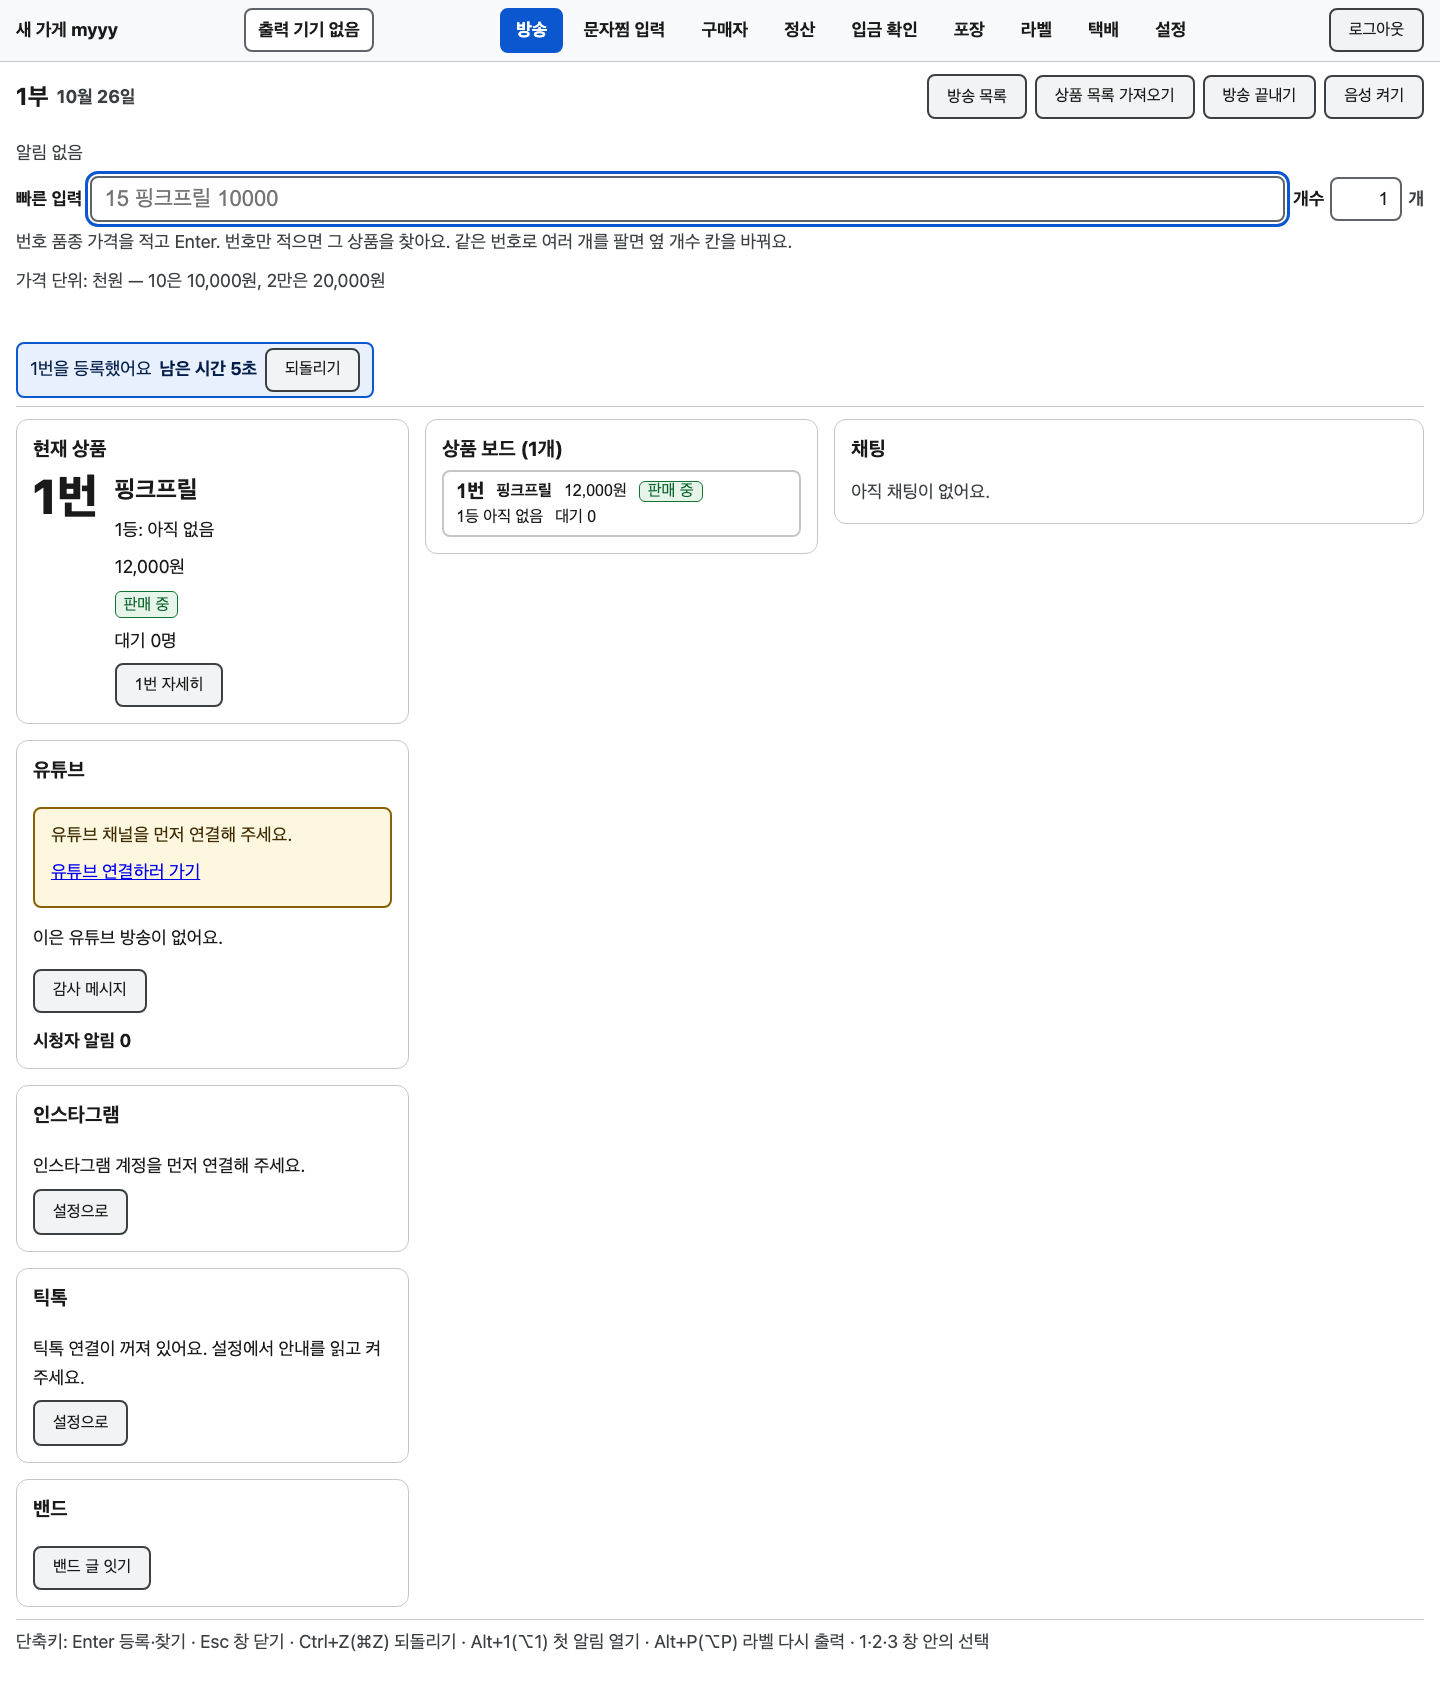 새 가게 myyy
출력 기기 없음
방송 문자찜 입력 구매자 정산 입금 확인 포장 라벨 택배 설정
로그아웃
1부 10월 26일
방송 목록 상품 목록 가져오기 방송 끝내기 음성 켜기
알림 없음
빠른 입력 15 핑크프릴 10000 개수 1 개
번호 품종 가격을 적고 Enter. 번호만 적으면 그 상품을 찾아요. 같은 번호로 여러 개를 팔면 옆 개수 칸을 바꿔요.
가격 단위: 천원 — 10은 10,000원, 2만은 20,000원
1번을 등록했어요 남은 시간 5초 되돌리기
현재 상품
1번 핑크프릴
1등: 아직 없음
12,000원
판매 중
대기 0명
1번 자세히
상품 보드 (1개)
1번 핑크프릴 12,000원 판매 중
1등 아직 없음 대기 0
채팅
아직 채팅이 없어요.
유튜브
유튜브 채널을 먼저 연결해 주세요.
유튜브 연결하러 가기
이은 유튜브 방송이 없어요.
감사 메시지
시청자 알림 0
인스타그램
인스타그램 계정을 먼저 연결해 주세요.
설정으로
틱톡
틱톡 연결이 꺼져 있어요. 설정에서 안내를 읽고 켜
주세요.
설정으로
밴드
밴드 글 잇기
단축키: Enter 등록·찾기 · Esc 창 닫기 · Ctrl+Z(⌘Z) 되돌리기 · Alt+1(⌥1) 첫 알림 열기 · Alt+P(⌥P) 라벨 다시 출력 · 1·2·3 창 안의 선택